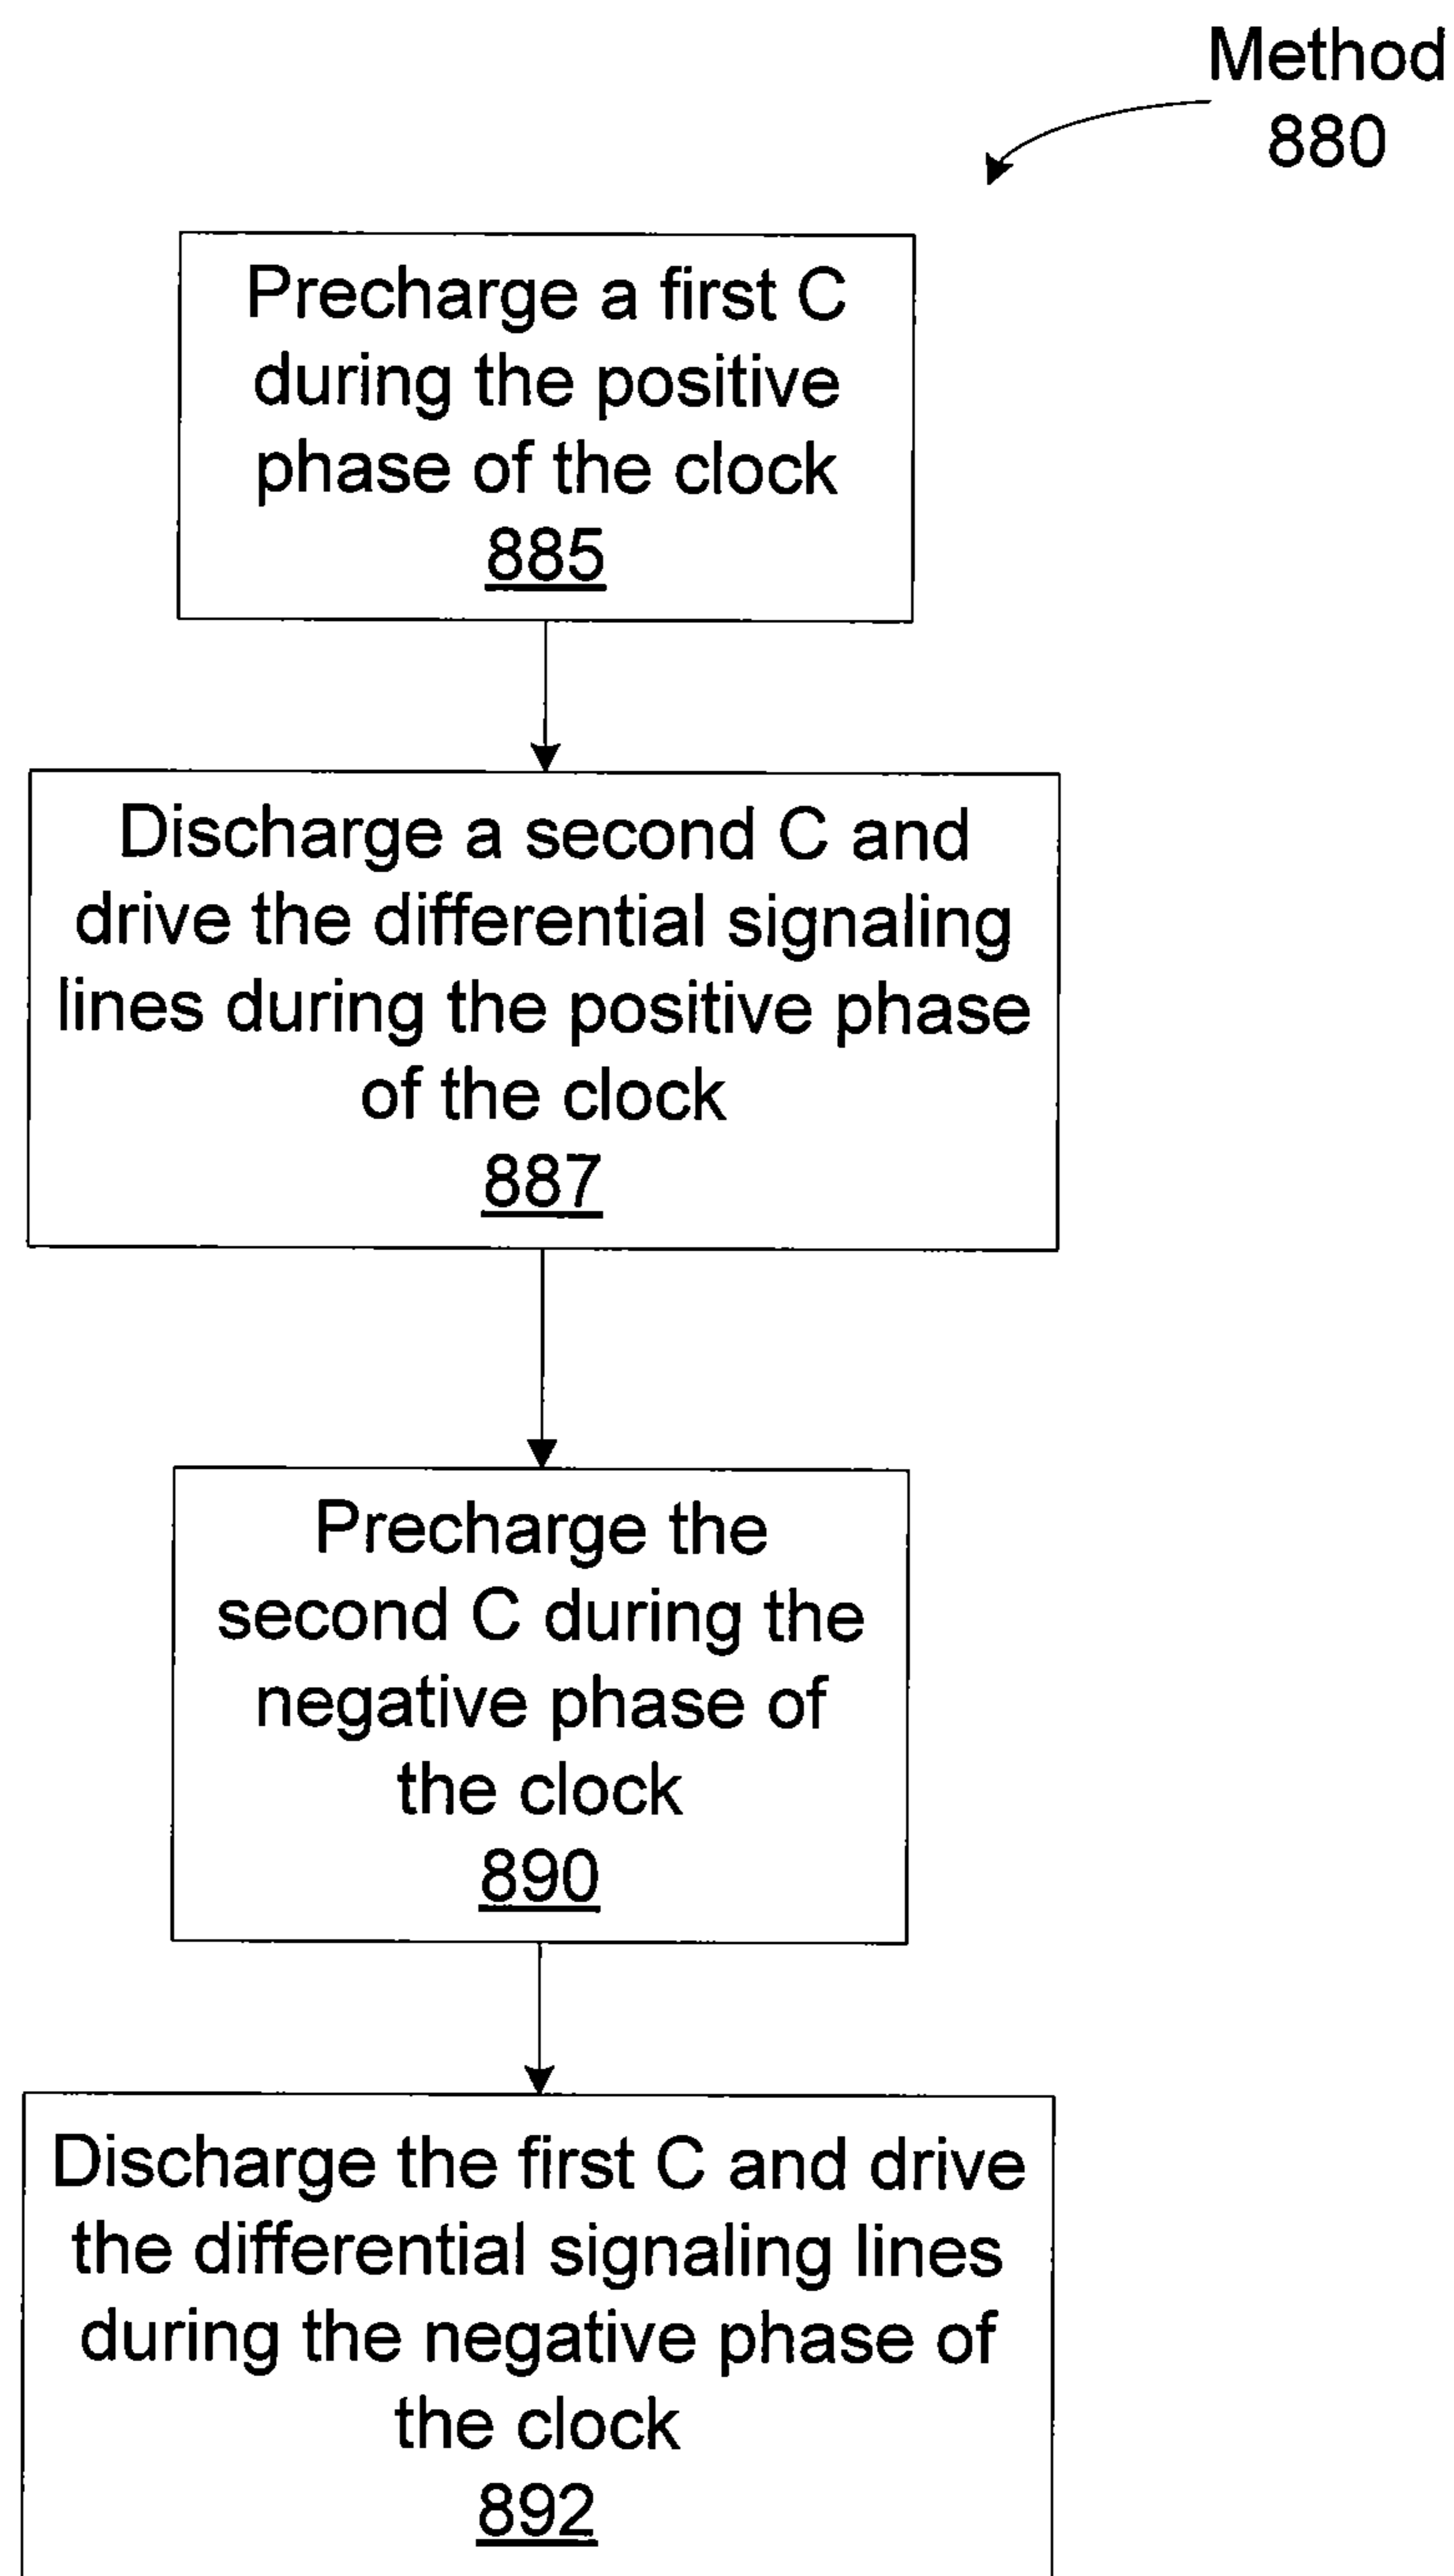 Method
880
Precharge a first C
during the positive
phase of the clock
885
Discharge a second C and
drive the differential signaling
lines during the positive phase
of the clock
887
Precharge the
second C during the
negative phase of
the clock
890
Discharge the first C and drive
the differential signaling lines
during the negative phase of
the clock
892